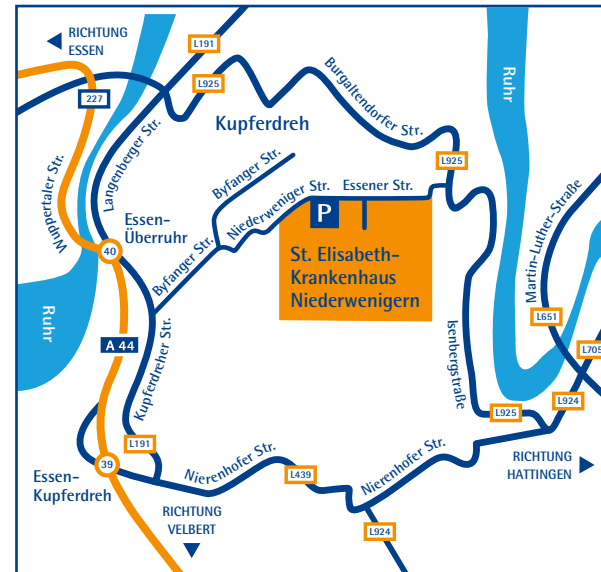 RICHTUNG
ESSEN
L191
227
L925
Burgaltendorfer Str.
Kupferdreh
Ruhr
L925
Wuppertaler Str.
Langenberger Str.
Byfanger Str.
Niederweniger Str.
Essener Str.
P
Martin-Luther-Straße
Essen-
Überruhr
40
Byfanger Str.
St. Elisabeth-
Krankenhaus
Niederwenigern
Ruhr
A 44
Kupferdreher Str.
Isenbergstraße
L651
L705
L924
L925
L191
Essen-
Kupferdreh
39
Nierenhofer Str.
L439
Nierenhofer Str.
RICHTUNG
HATTINGEN
RICHTUNG
VELBERT
L924